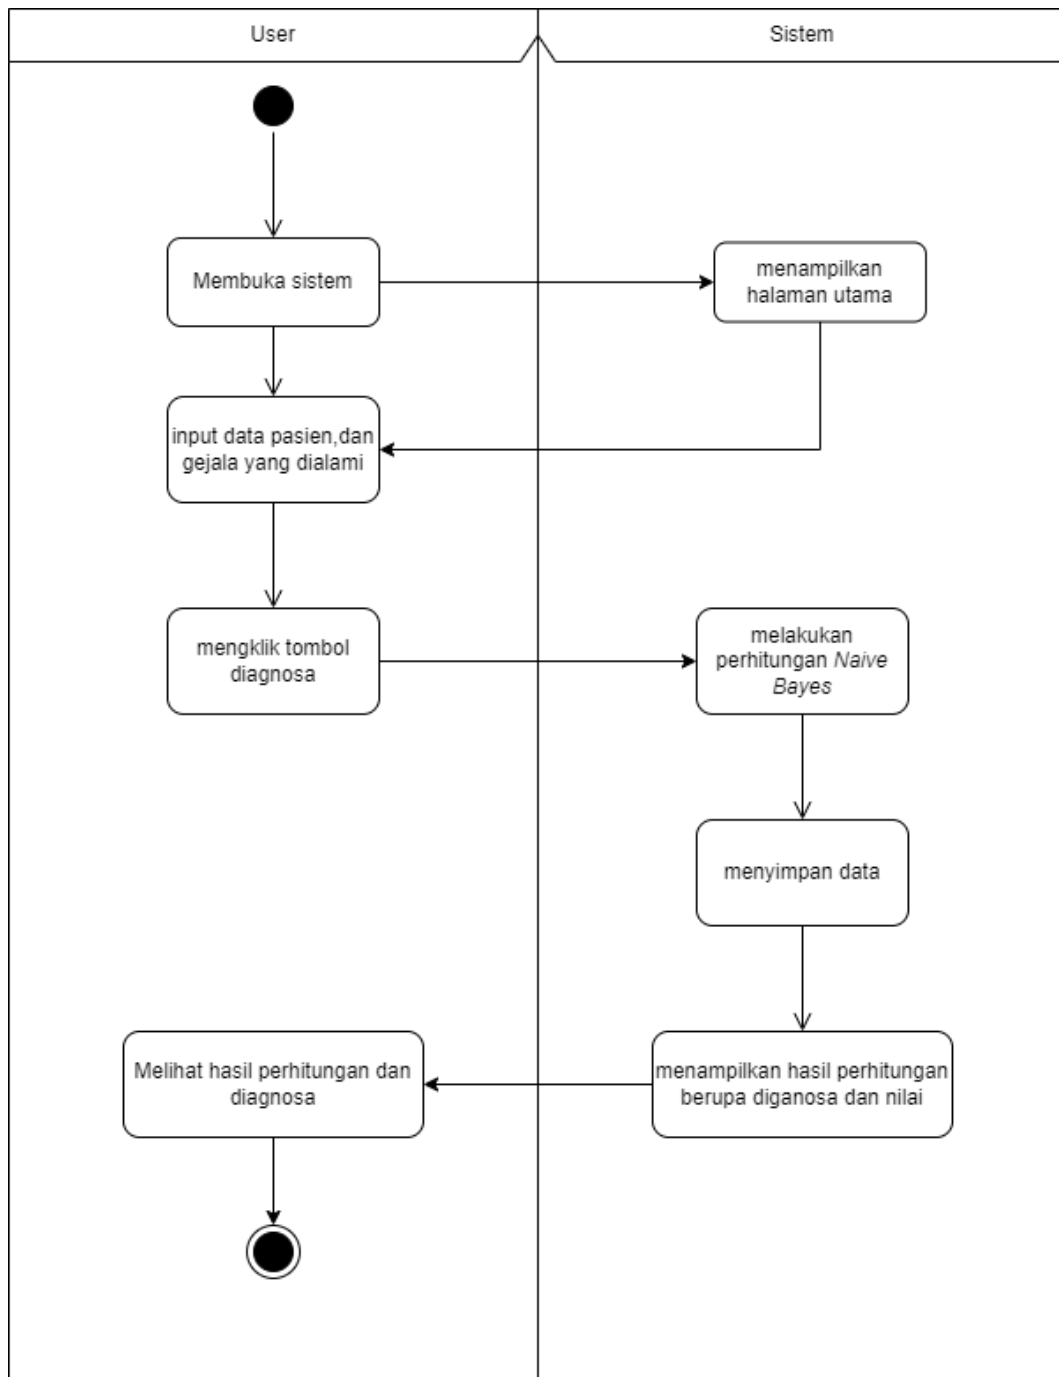 User
Sistem
Membuka sistem
menampilkan
halaman utama
input data pasien,dan
gejala yang dialami
mengklik tombol
diagnosa
melakukan
perhitungan Naive
Bayes
menyimpan data
Melihat hasil perhitungan dan
diagnosa
menampilkan hasil perhitungan
berupa diganosa dan nilai